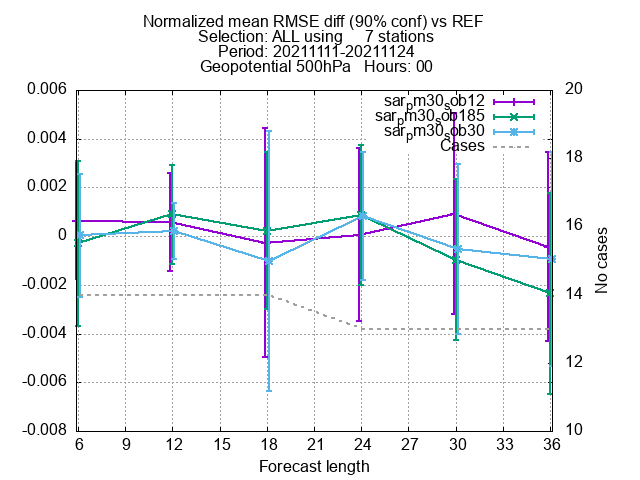 Normalized mean RMSE diff (90% conf) vs REF
Selection: ALL using 7 stations
Period: 20211111-20211124
Geopotential 500hPa Hours: 00
0.006
0.004
0.002
0
-0.002
-0.004
-0.006
-0.008
20
18
16
14
12
10
No cases
sarpm30sob12
sarpm30sob185
sarpm30sob30
Cases
6 9 12 15 18 21 24 27 30 33 36
Forecast length